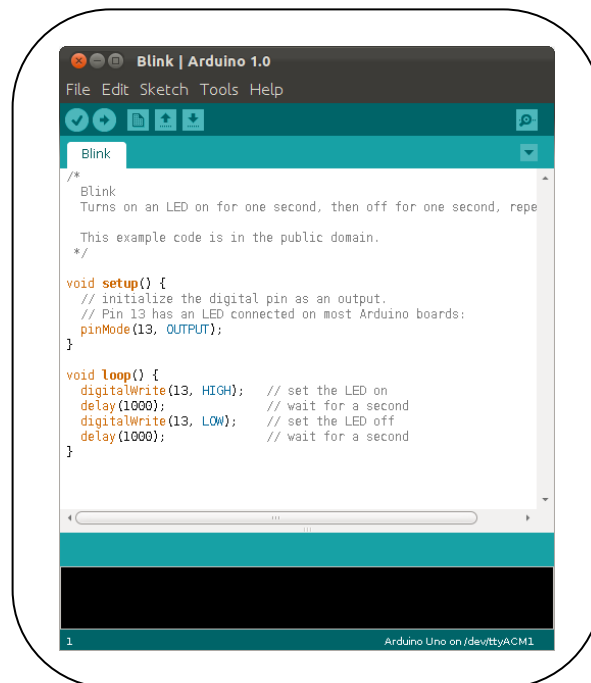 Blink | Arduino 1.0
File Edit Sketch Tools Help
Blink
/*
  Blink
  Turns on an LED on for one second, then off for one second, repe

  This example code is in the public domain.
 */

void setup() {
  // initialize the digital pin as an output.
  // Pin 13 has an LED connected on most Arduino boards:
  pinMode(13, OUTPUT);
}

void loop() {
  digitalWrite(13, HIGH);   // set the LED on
  delay(1000);              // wait for a second
  digitalWrite(13, LOW);    // set the LED off
  delay(1000);              // wait for a second
}
1 Arduino Uno on /dev/ttyACM1